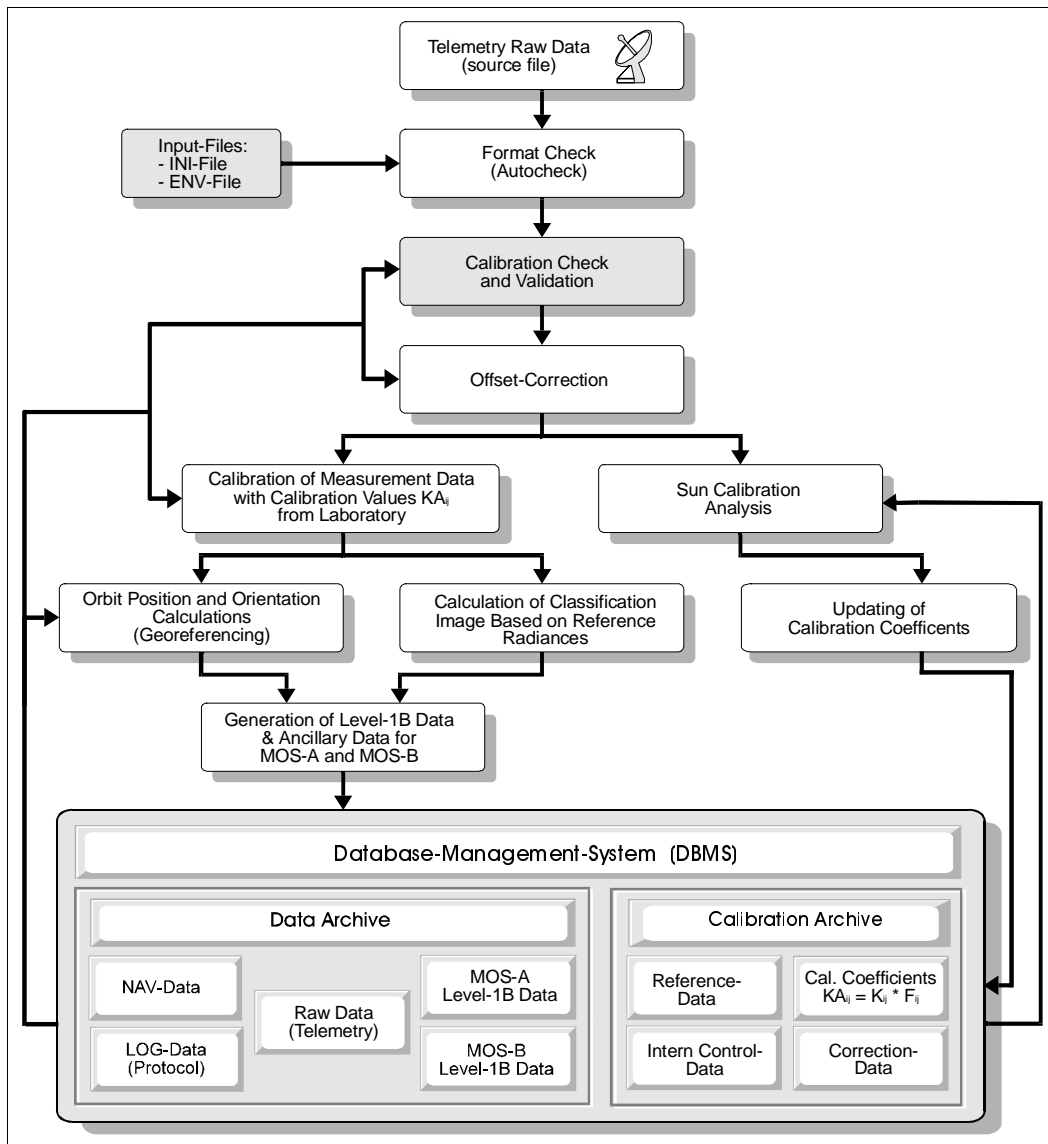 Telemetry Raw Data
(source file)
Input-Files:
- INI-File
- ENV-File
Format Check
(Autocheck)
Calibration Check
and Validation
Offset-Correction
Calibration of Measurement Data
with Calibration Values KAij
from Laboratory
Sun Calibration
Analysis
Orbit Position and Orientation
Calculations
(Georeferencing)
Calculation of Classification
Image Based on Reference
Radiances
Updating of
Calibration Coefficents
Generation of Level-1B Data
& Ancillary Data for
MOS-A and MOS-B
Database-Management-System (DBMS)
Data Archive
NAV-Data
LOG-Data
(Protocol)
Raw Data
(Telemetry)
MOS-A
Level-1B Data
MOS-B
Level-1B Data
Calibration Archive
Reference-
Data
Cal. Coefficients
KAij = Kij * Fij
Intern Control-
Data
Correction-
Data